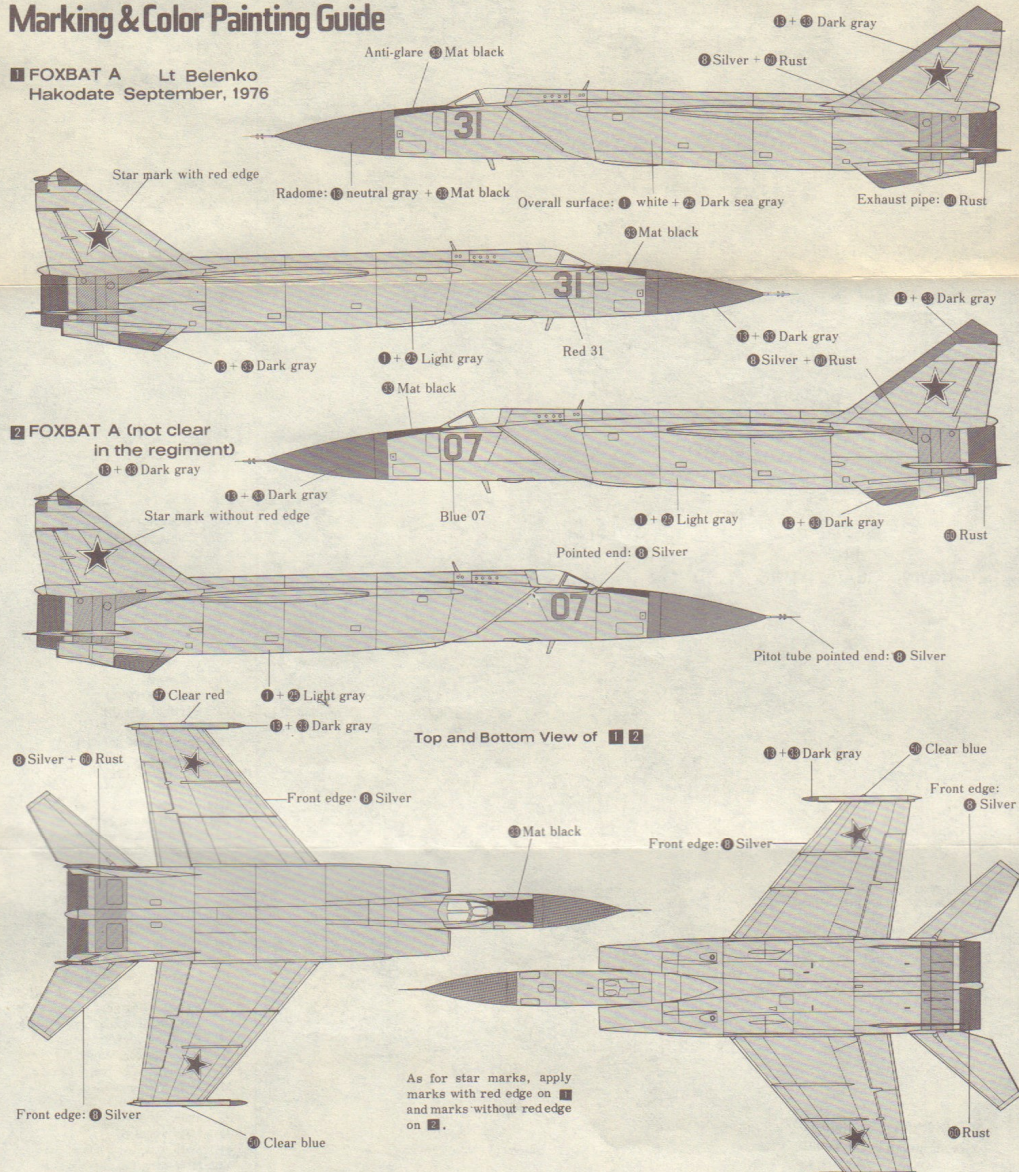 Marking & Color Painting Guide
1 FOXBAT A Lt Belenko
Hakodate September, 1976
13 + 33 Dark gray
Anti-glare 33 Mat black
8 Silver + 60 Rust
31
Star mark with red edge
Radome: 13 neutral gray + 33 Mat black
Overall surface: 1 white + 25 Dark sea gray
Exhaust pipe: 60 Rust
33 Mat black
31
13 + 33 Dark gray
13 + 33 Dark gray
13 + 33 Dark gray
1 + 25 Light gray
Red 31
8 Silver + 60 Rust
33 Mat black
2 FOXBAT A (not clear
in the regiment)
07
13 + 33 Dark gray
13 + 33 Dark gray
Star mark without red edge
Blue 07
1 + 25 Light gray
13 + 33 Dark gray
60 Rust
Pointed end: 8 Silver
07
Pitot tube pointed end: 8 Silver
47 Clear red
1 + 25 Light gray
13 + 33 Dark gray
Top and Bottom View of 1 2
8 Silver + 60 Rust
13 + 33 Dark gray
50 Clear blue
Front edge: 8 Silver
Front edge:
8 Silver
33 Mat black
Front edge: 8 Silver
As for star marks, apply
marks with red edge on 1
and marks without red edge
on 2.
Front edge: 8 Silver
50 Clear blue
60 Rust